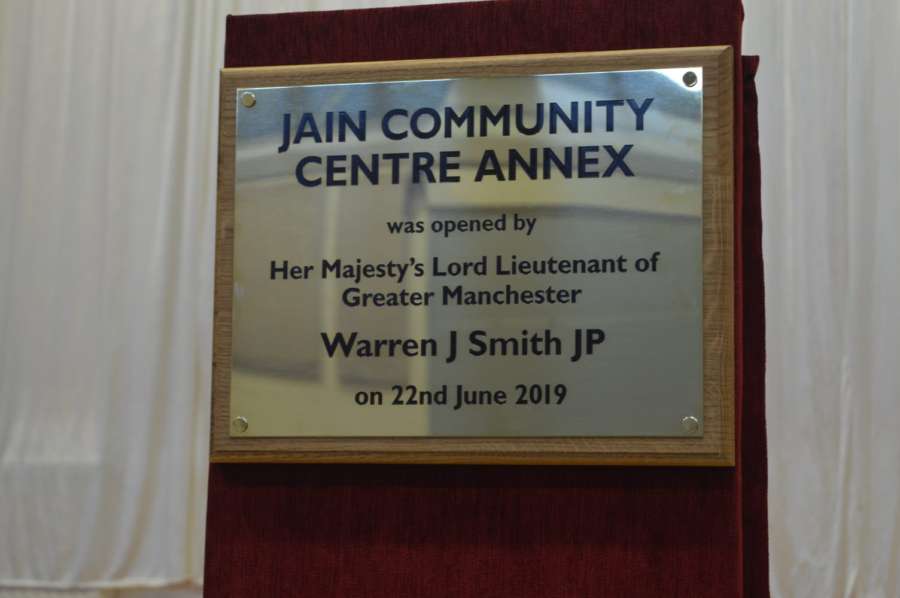 JAIN COMMUNITY
CENTRE ANNEX
was opened by
Her Majesty's Lord Lieutenant of
Greater Manchester
Warren J Smith JP
on 22nd June 2019